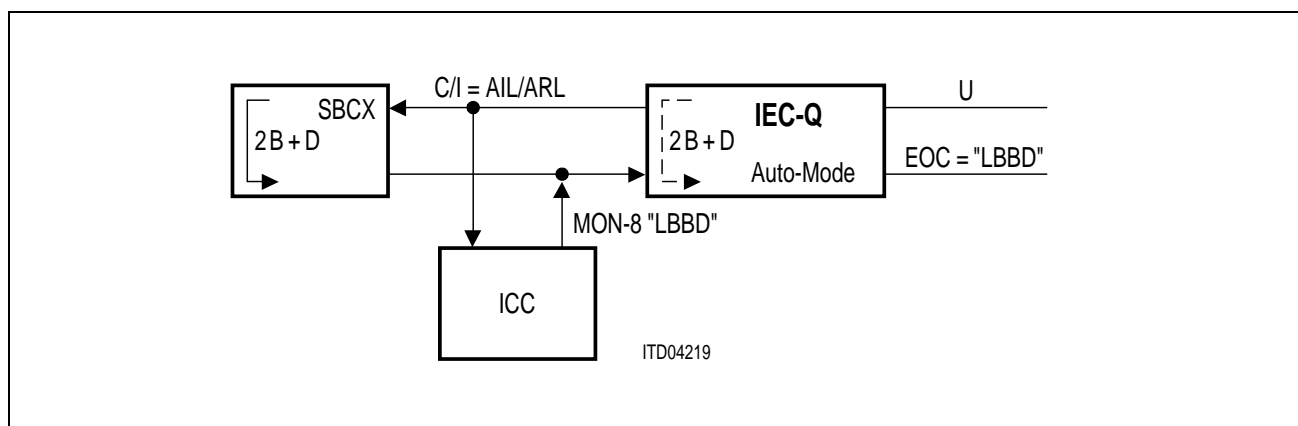 C/I = AIL/ARL
SBCX
2B + D
IEC-Q
2B + D
Auto-Mode
U
EOC = "LBBD"
MON-8 "LBBD"
ICC
ITD04219